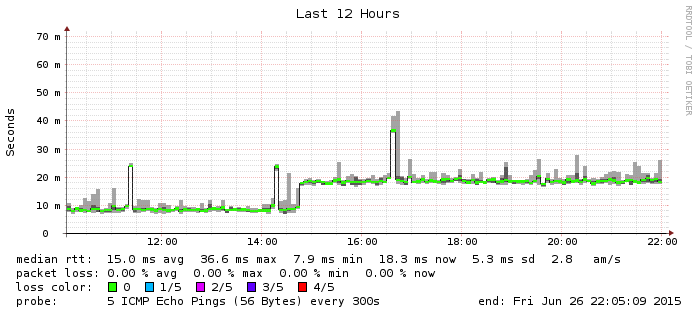 Last 12 Hours
RRDTOOL / TOBI OETIKER
Seconds
70 m
60 m
50 m
40 m
30 m
20 m
10 m
0
12:00 14:00 16:00 18:00 20:00 22:00
median rtt: 15.0 ms avg 36.6 ms max 7.9 ms min 18.3 ms now 5.3 ms sd 2.8 am/s
packet loss: 0.00 % avg 0.00 % max 0.00 % min 0.00 % now
loss color: 0 1/5 2/5 3/5 4/5
probe: 5 ICMP Echo Pings (56 Bytes) every 300s end: Fri Jun 26 22:05:09 2015